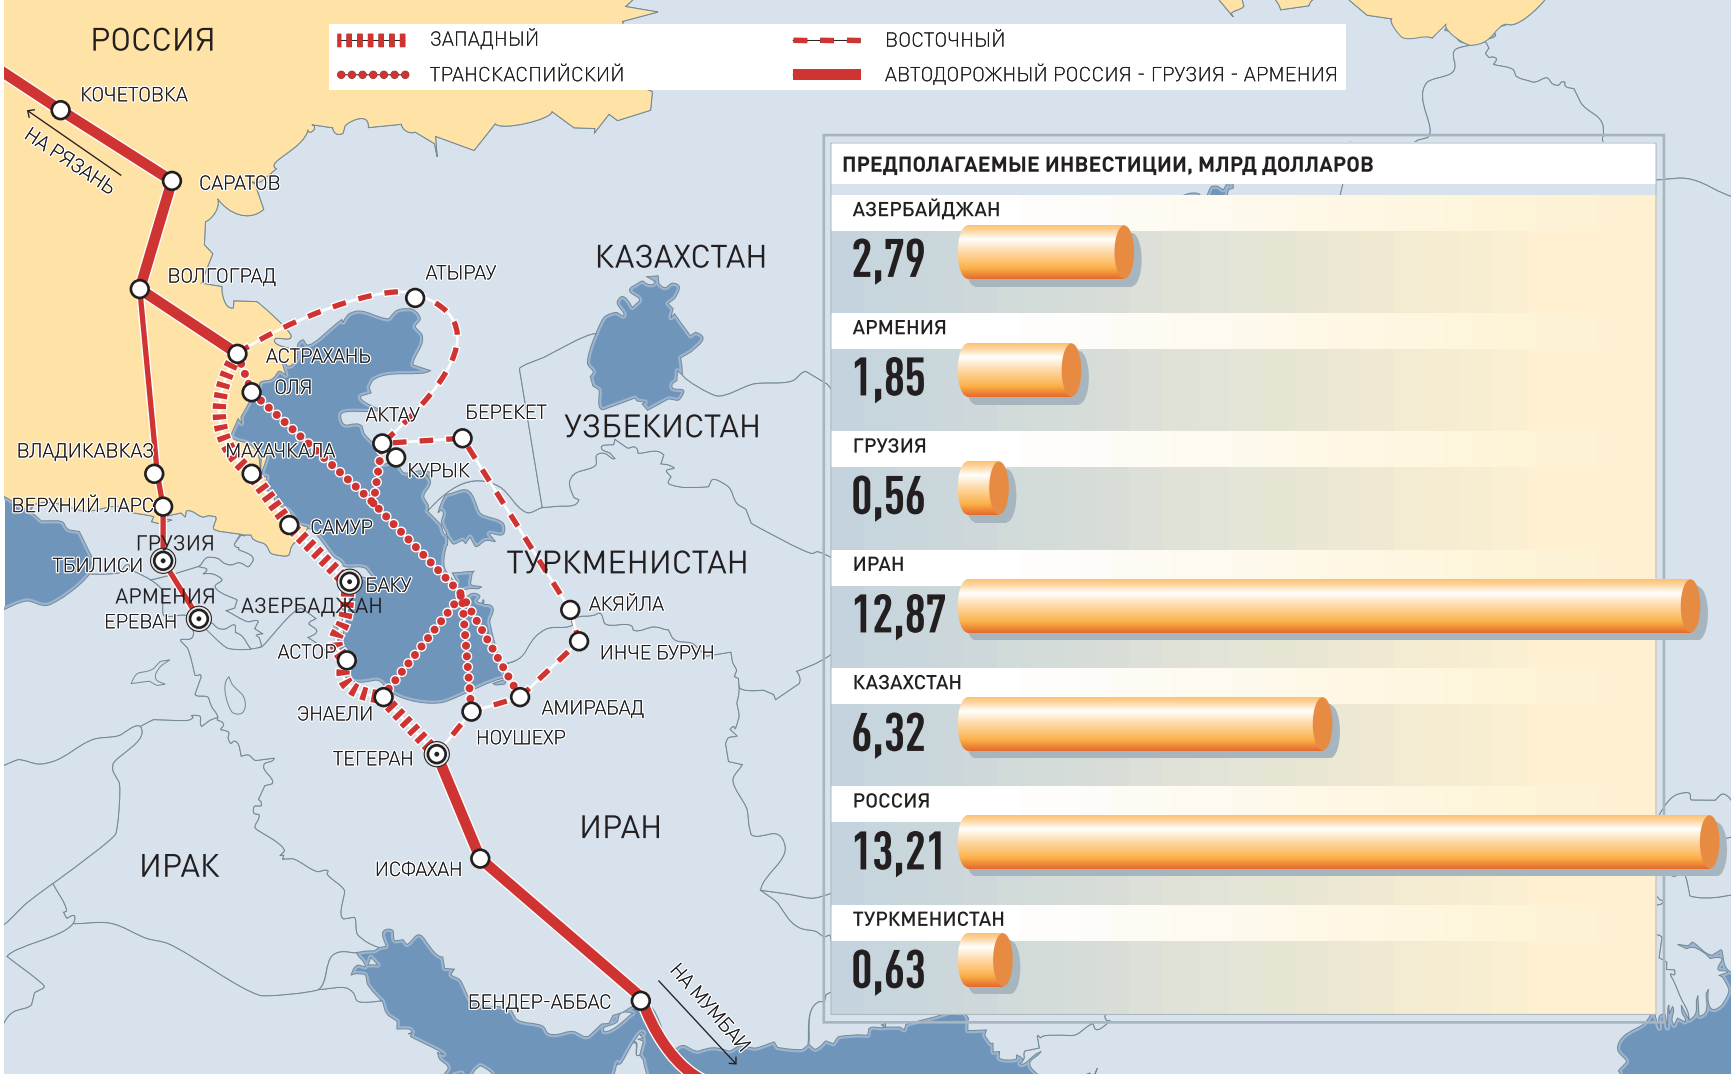 РОССИЯ
ЗАПАДНЫЙ
ВОСТОЧНЫЙ
ТРАНСКАСПИЙСКИЙ
АВТОДОРОЖНЫЙ РОССИЯ - ГРУЗИЯ - АРМЕНИЯ
КОЧЕТОВКА
НА РЯЗАНЬ
САРАТОВ
ВОЛГОГРАД
АТЫРАУ
КАЗАХСТАН
АСТРАХАНЬ
ОЛЯ
АКТАУ
БЕРЕКЕТ
УЗБЕКИСТАН
ВЛАДИКАВКАЗ
МАХАЧКАЛА
КУРЫК
ВЕРХНИЙ ЛАРС
САМУР
ГРУЗИЯ
ТБИЛИСИ
ТУРКМЕНИСТАН
БАКУ
АРМЕНИЯ
АЗЕРБАДЖАН
АКЯЙЛА
ЕРЕВАН
АСТОР
ИНЧЕ БУРУН
ЭНАЕЛИ
АМИРАБАД
НОУШЕХР
ТЕГЕРАН
ИРАН
ИРАК
ИСФАХАН
БЕНДЕР-АББАС
НА МУМБАИ
ПРЕДПОЛАГАЕМЫЕ ИНВЕСТИЦИИ, МЛРД ДОЛЛАРОВ
АЗЕРБАЙДЖАН
2,79
АРМЕНИЯ
1,85
ГРУЗИЯ
0,56
ИРАН
12,87
КАЗАХСТАН
6,32
РОССИЯ
13,21
ТУРКМЕНИСТАН
0,63